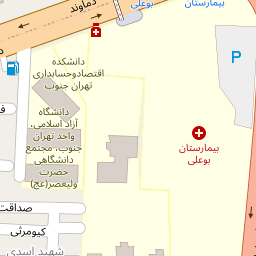 دماوند
بیمارستان
بوعلی
دانشکده
اقتصادوحسابداری
تهران جنوب
P
دانشگاه
آزاد اسلامی،
واحد تهران
جنوب، مجتمع
دانشگاهی
حضرت
ولیعصر(عج)
بیمارستان
بوعلی
صداقت
کیومرثی
شهید اسدی